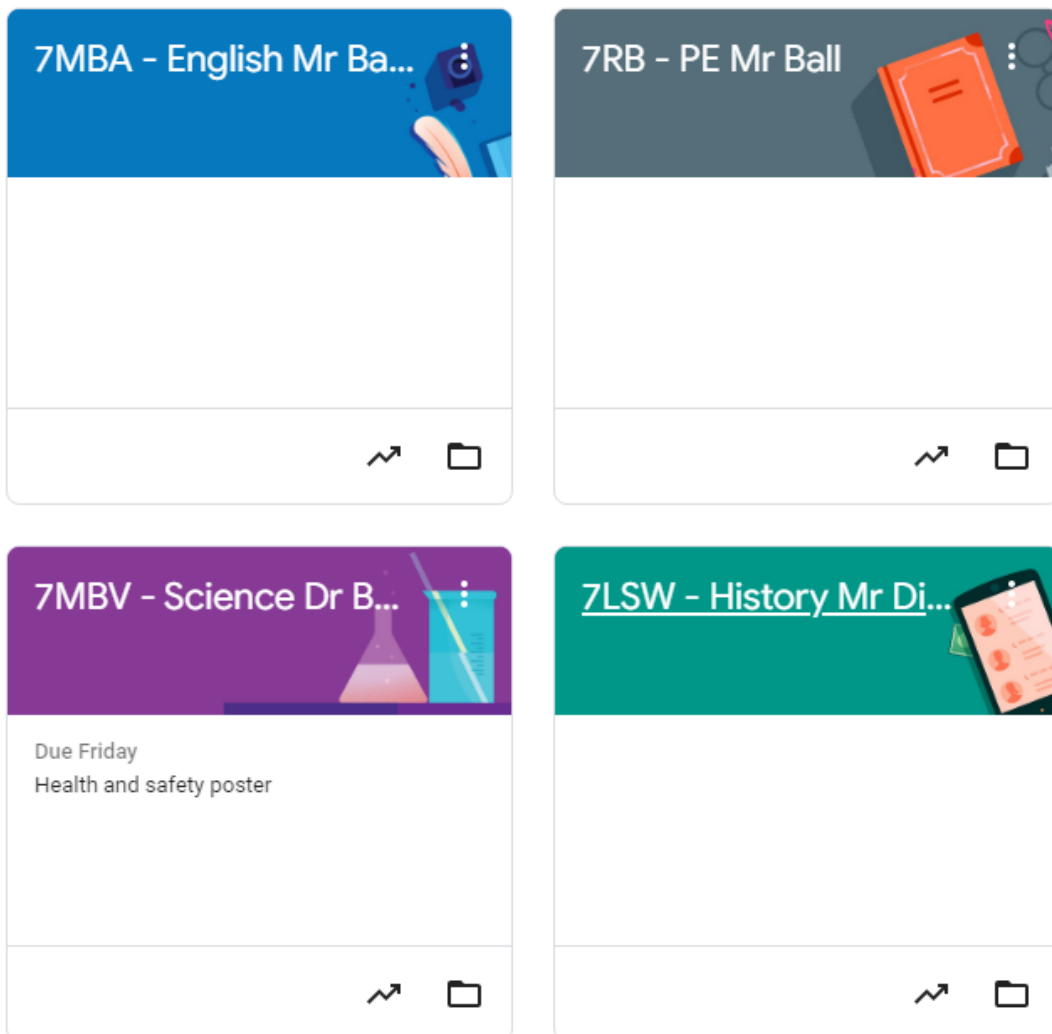 7MBA - English Mr Ba...
7RB - PE Mr Ball
7MBV - Science Dr B...
7LSW - History Mr Di...
Due Friday
Health and safety poster